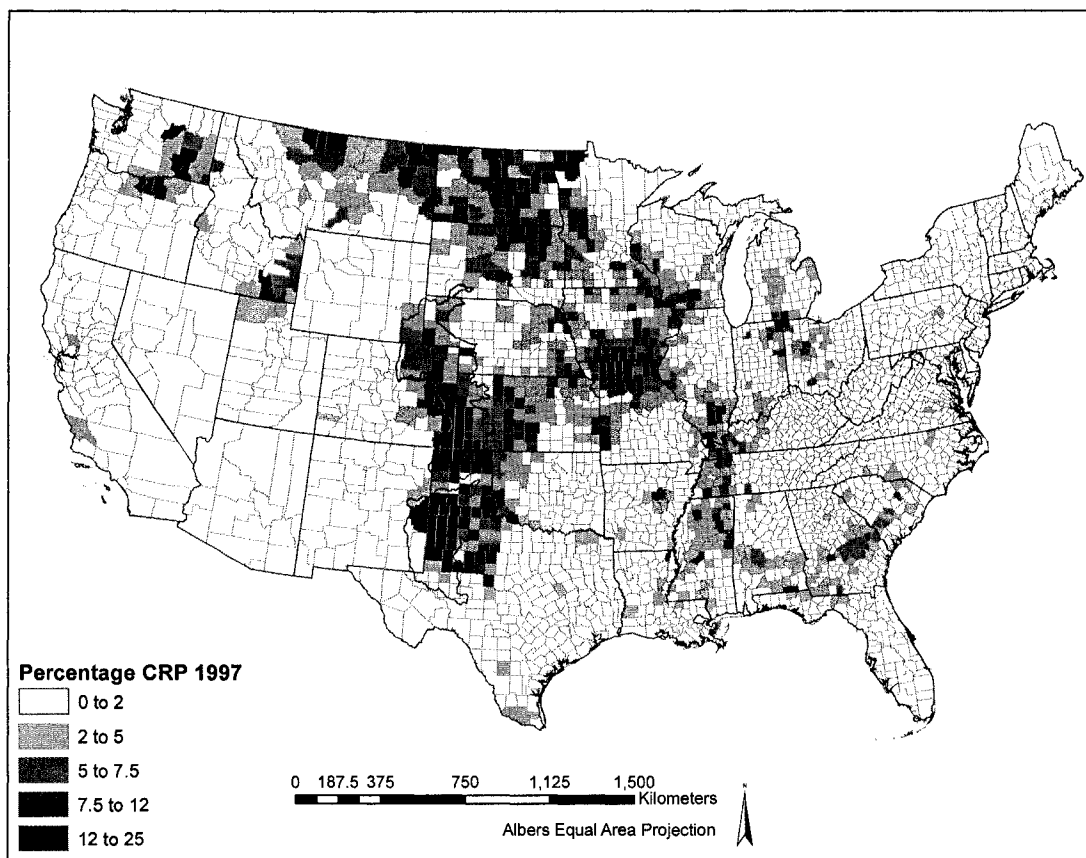 Percentage CRP 1997
0 to 2
2 to 5
5 to 7.5
7.5 to 12
12 to 25
0 187.5 375 750 1,125 1,500
Kilometers
Albers Equal Area Projection
N